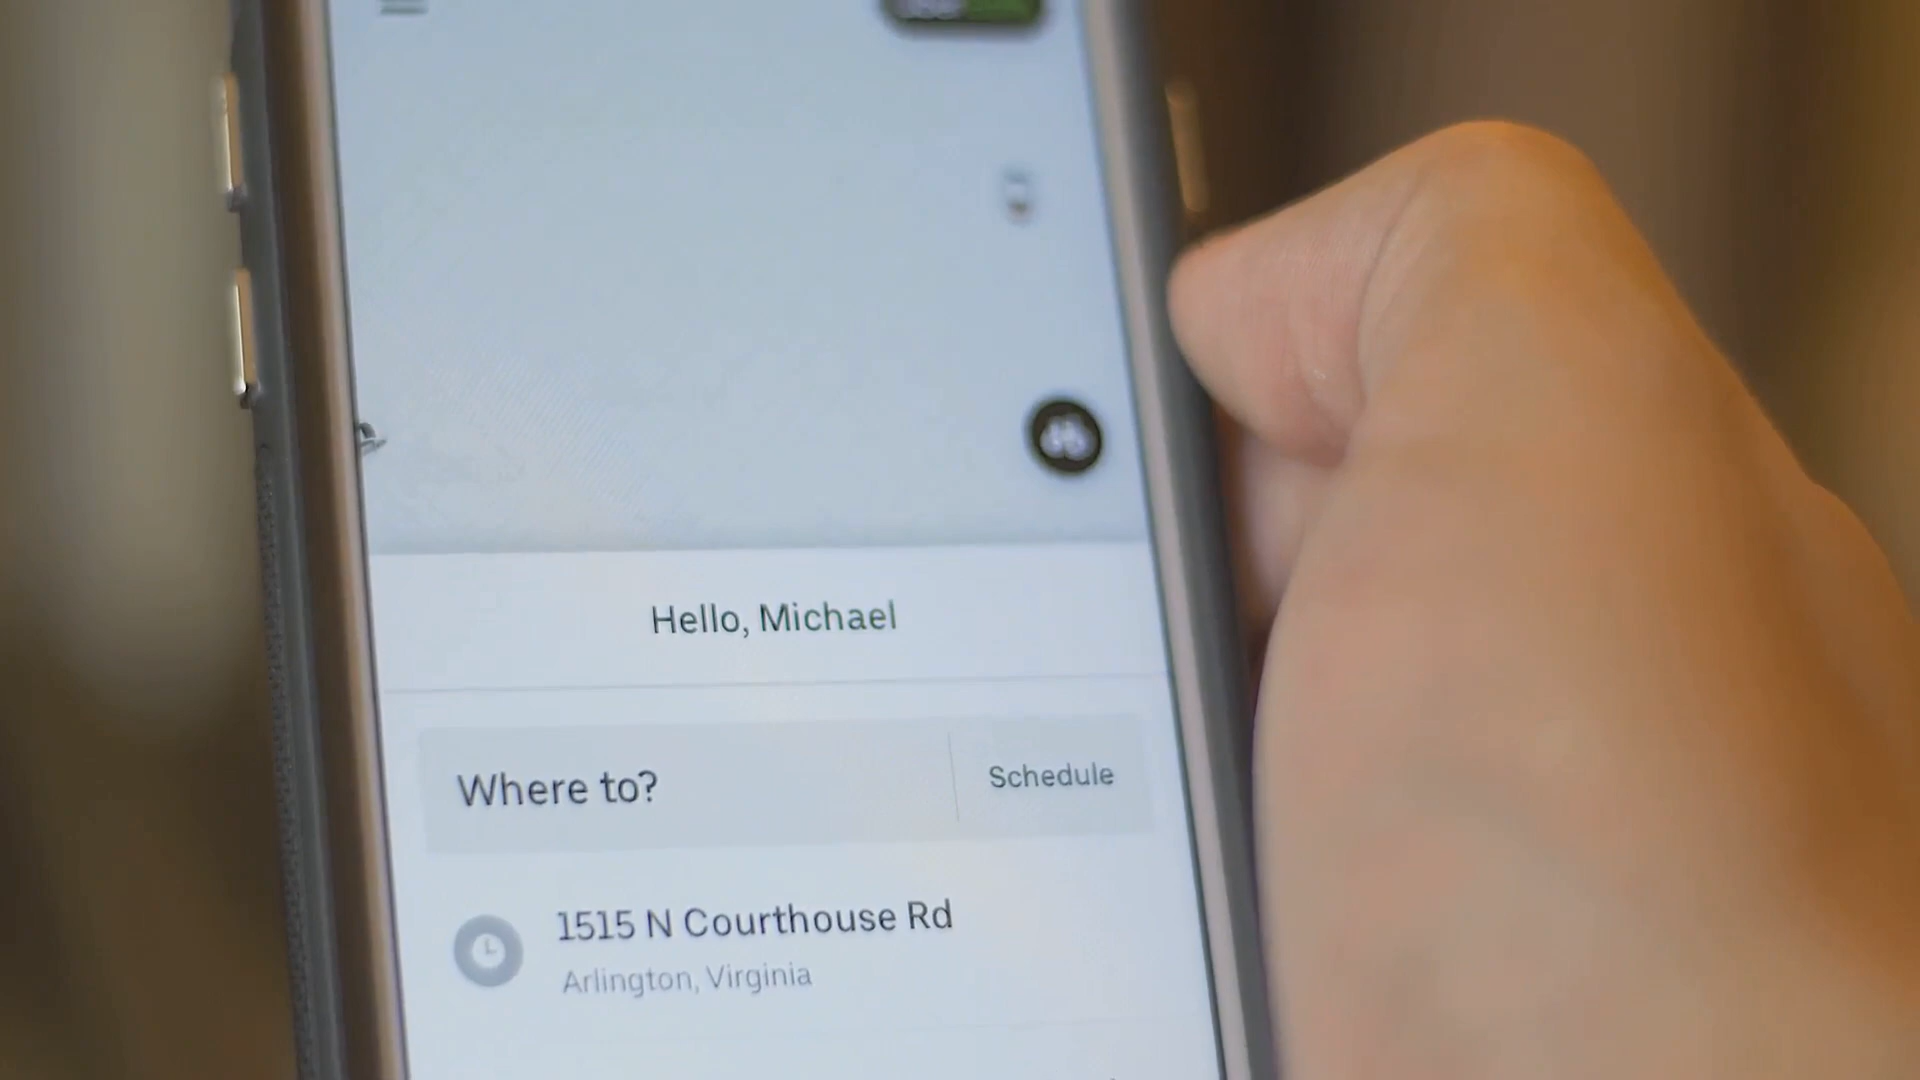 Hello, Michael
Where to?
Schedule
1515 N Courthouse Rd
Arlington, Virginia